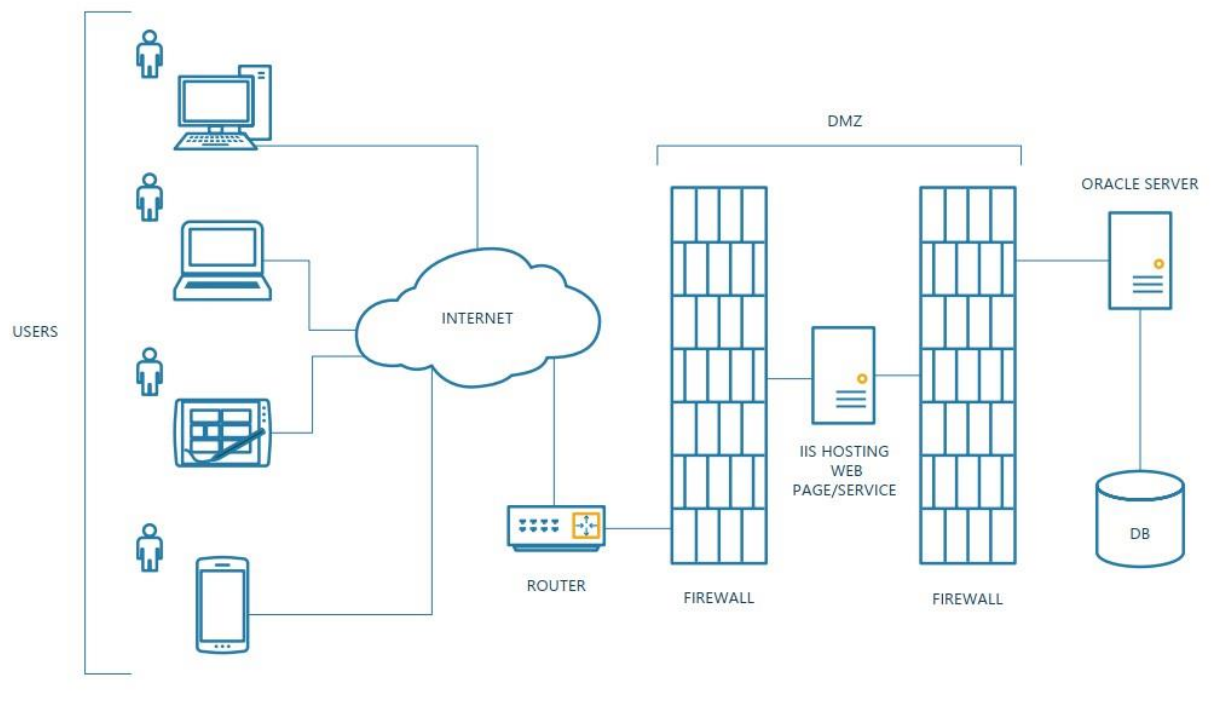 USERS
INTERNET
ROUTER
DMZ
FIREWALL
IIS HOSTING
WEB
PAGE/SERVICE
FIREWALL
ORACLE SERVER
DB